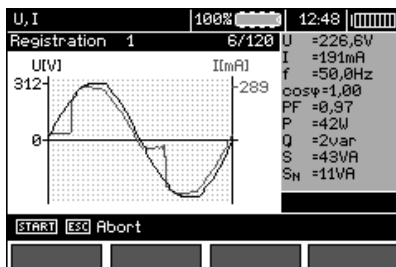 U,I 100% 12:48
Registration 1 6/120
U[V] I[mA]
312
289
0
U =226,6V
I =191mA
f =50,0Hz
cosφ=1,00
PF =0,97
P =42W
Q =2var
S =43VA
SN =11VA
START ESC Abort